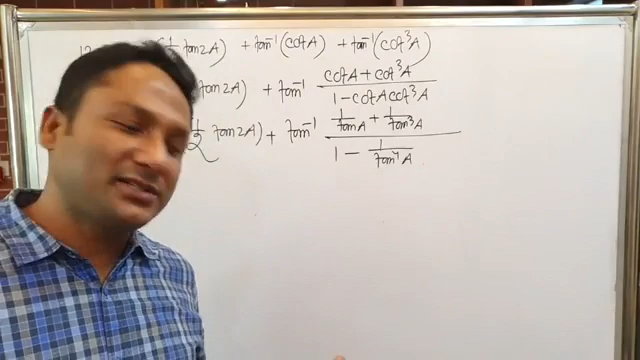 (½ tan2A) + tan⁻¹(cotA) + tan⁻¹(cot³A)
tan2A) + tan⁻¹ (cotA + cot³A)/(1 - cotA cot³A)
½ tan2A) + tan⁻¹ (1/tanA + 1/tan³A)/(1 - 1/tan⁴A)